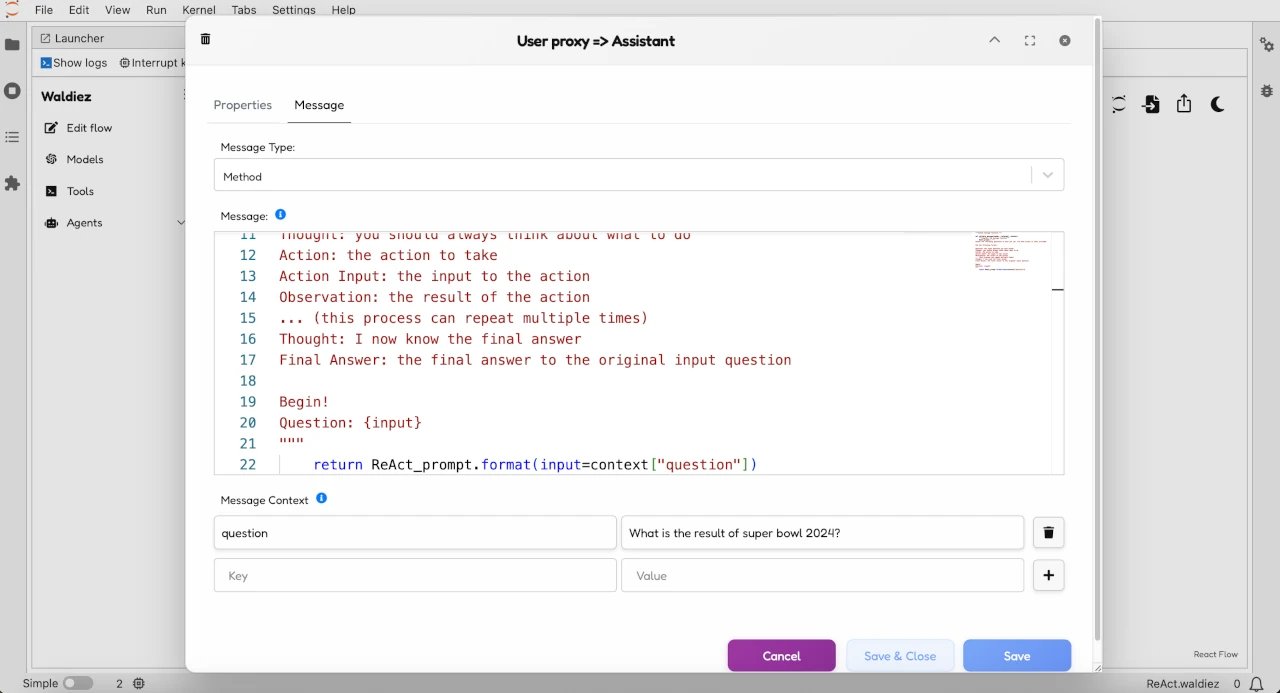 File Edit View Run Kernel Tabs Settings Help
Launcher
Show logs Interrupt k
Waldiez
Edit flow
Models
Tools
Agents
User proxy => Assistant
Properties Message
Message Type:
Method
Message:
11 Thought: you should always think about what to do
12 Action: the action to take
13 Action Input: the input to the action
14 Observation: the result of the action
15 ... (this process can repeat multiple times)
16 Thought: I now know the final answer
17 Final Answer: the final answer to the original input question
18
19 Begin!
20 Question: {input}
21 """
22 return ReAct_prompt.format(input=context["question"])
Message Context
question What is the result of super bowl 2024?
Key Value
Cancel Save & Close Save
React Flow
Simple 2 ReAct.waldiez 0